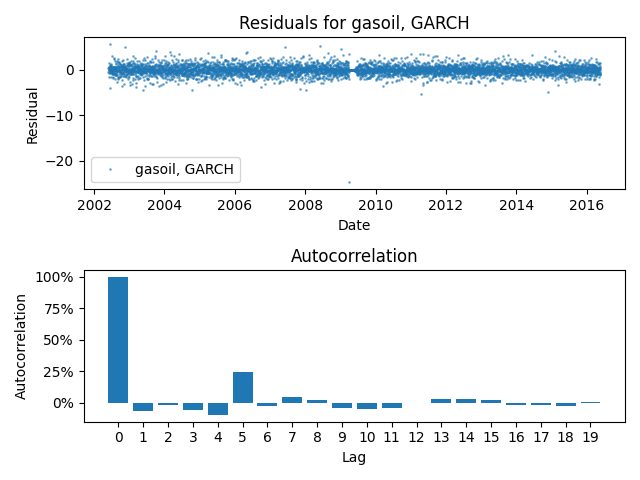 Residuals for gasoil, GARCH
Residual
0
−10
−20
gasoil, GARCH
2002 2004 2006 2008 2010 2012 2014 2016
Date
Autocorrelation
Autocorrelation
100%
75%
50%
25%
0%
0 1 2 3 4 5 6 7 8 9 10 11 12 13 14 15 16 17 18 19
Lag